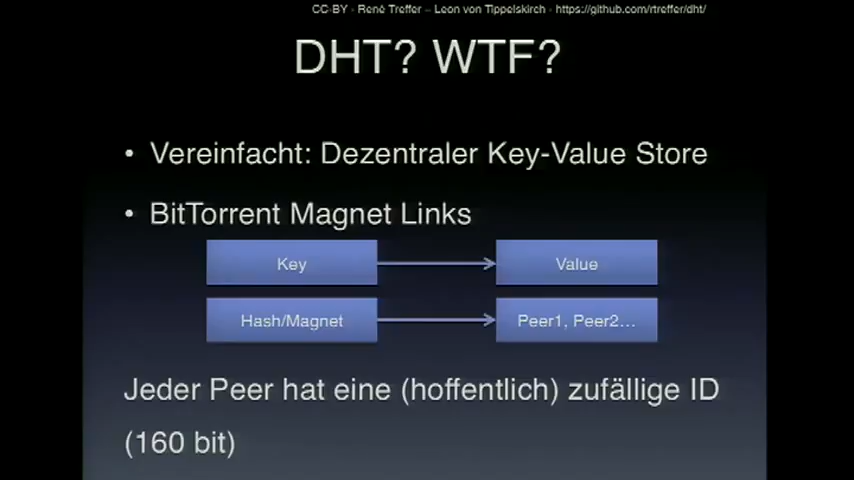 CC-BY - René Treffer – Leon von Tippelskirch - https://github.com/rtreffer/dht/
DHT? WTF?
• Vereinfacht: Dezentraler Key-Value Store
• BitTorrent Magnet Links
Key
Value
Hash/Magnet
Peer1, Peer2...
Jeder Peer hat eine (hoffentlich) zufällige ID
(160 bit)